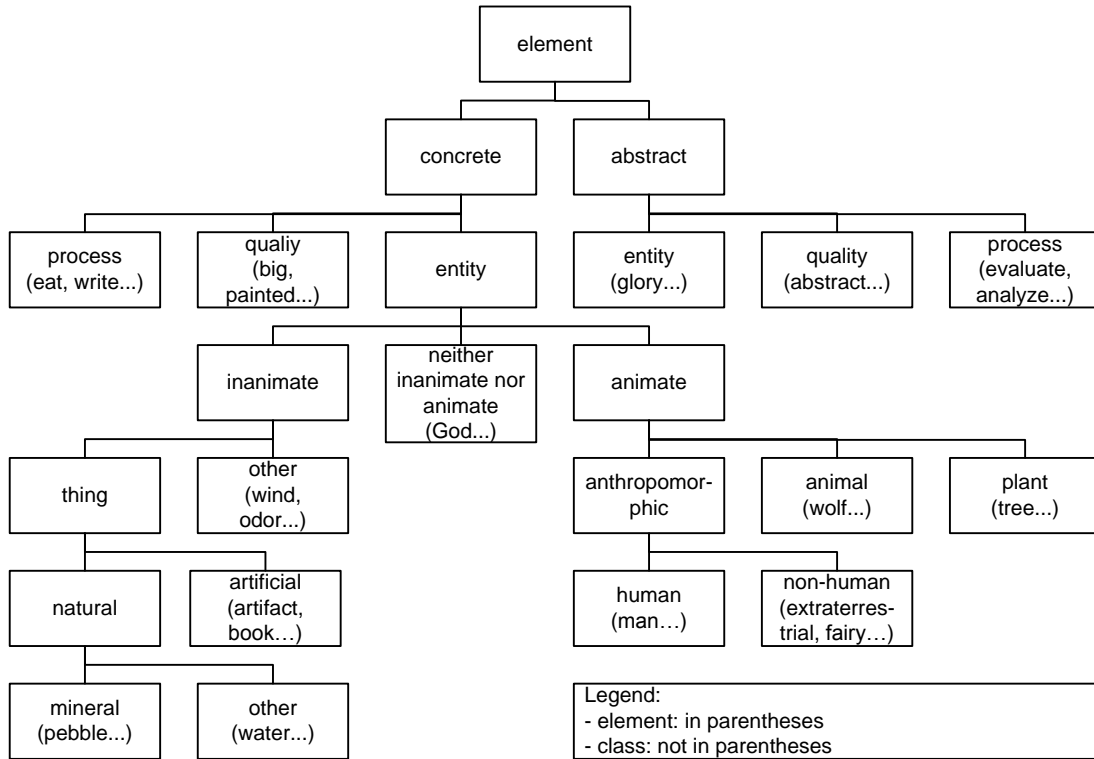 element
concrete
abstract
process
(eat, write...)
qualiy
(big,
painted...)
entity
entity
(glory...)
quality
(abstract...)
process
(evaluate,
analyze...)
inanimate
neither
inanimate nor
animate
(God...)
animate
thing
other
(wind,
odor...)
anthropomor-
phic
animal
(wolf...)
plant
(tree...)
natural
artificial
(artifact,
book…)
human
(man…)
non-human
(extraterres-
trial, fairy…)
mineral
(pebble...)
other
(water...)
Legend:
- element: in parentheses
- class: not in parentheses